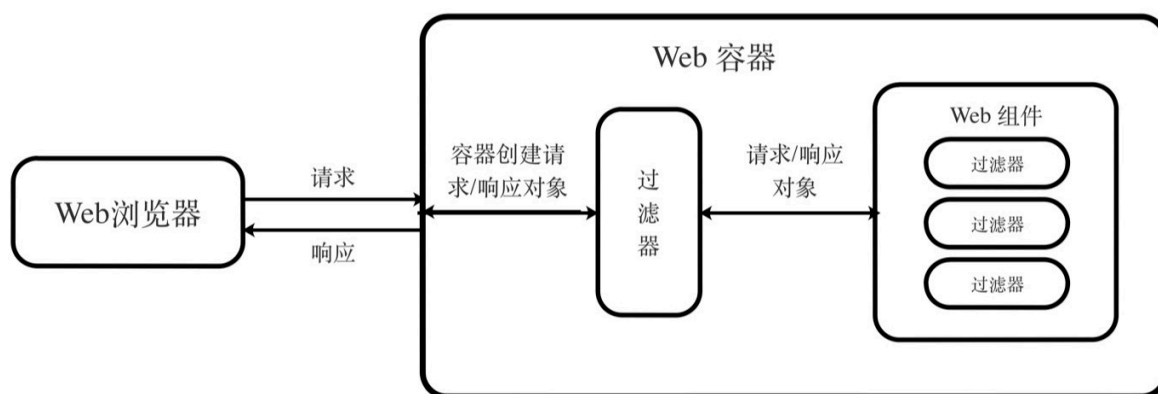 Web 容器
Web浏览器
请求
响应
容器创建请
求/响应对象
过
滤
器
请求/响应
对象
Web 组件
过滤器
过滤器
过滤器